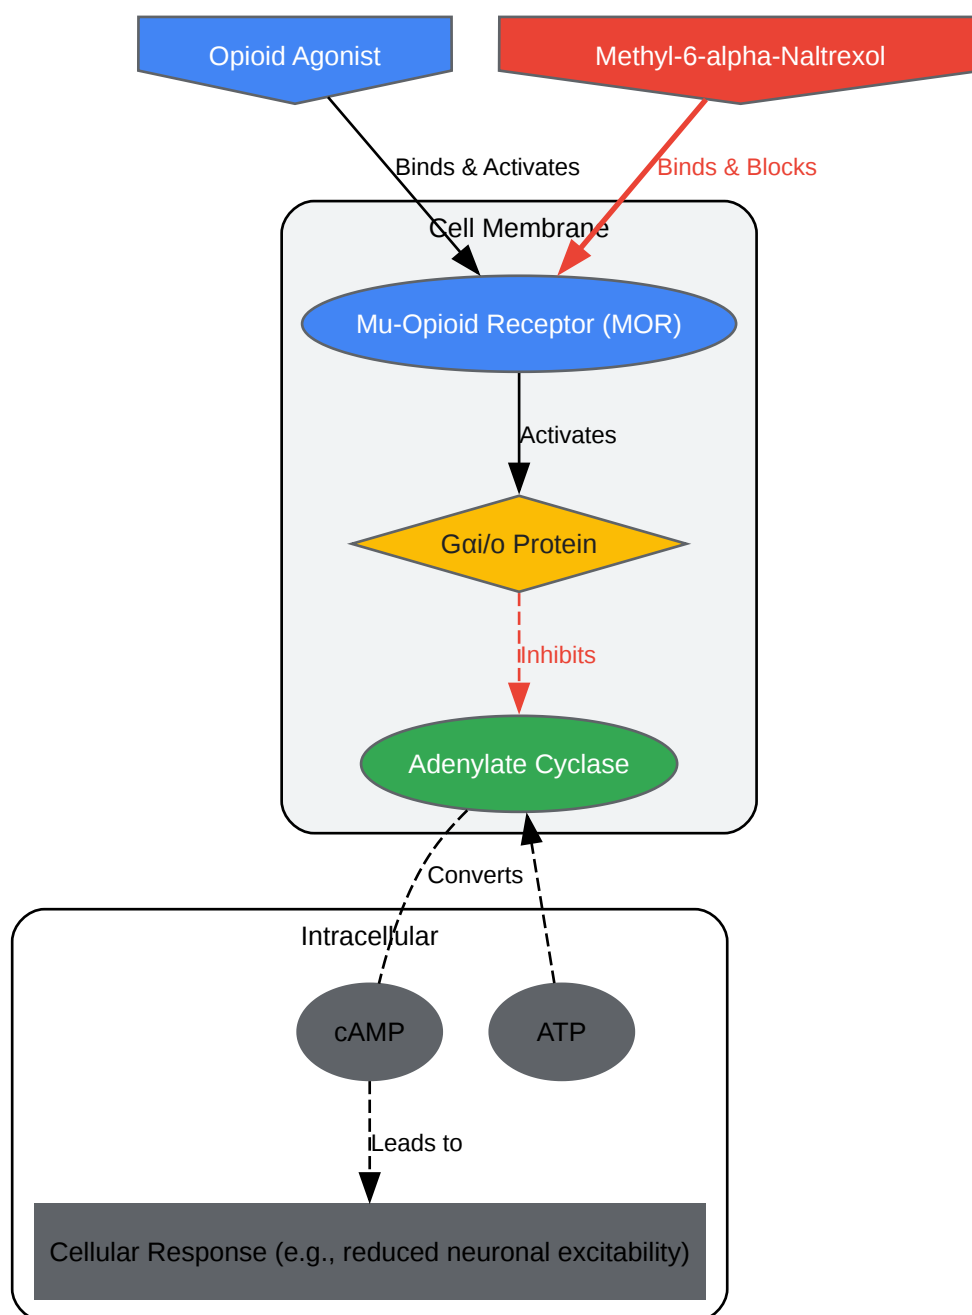 Opioid Agonist
Methyl-6-alpha-Naltrexol
Binds & Activates
Binds & Blocks
Cell Membrane
Mu-Opioid Receptor (MOR)
Activates
Gαi/o Protein
Inhibits
Adenylate Cyclase
Converts
Intracellular
cAMP
ATP
Leads to
Cellular Response (e.g., reduced neuronal excitability)